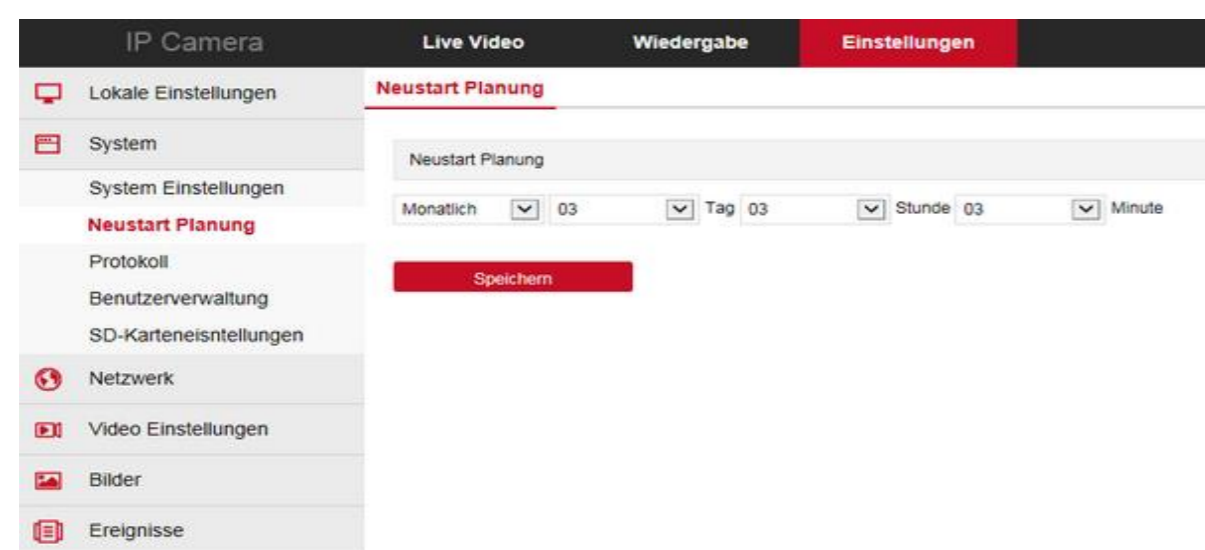 IP Camera Live Video Wiedergabe Einstellungen
Lokale Einstellungen
System
System Einstellungen
Neustart Planung
Protokoll
Benutzerverwaltung
SD-Karteneisntellungen
Netzwerk
Video Einstellungen
Bilder
Ereignisse
Neustart Planung
Neustart Planung
Monatlich 03 Tag 03 Stunde 03 Minute
Speichern